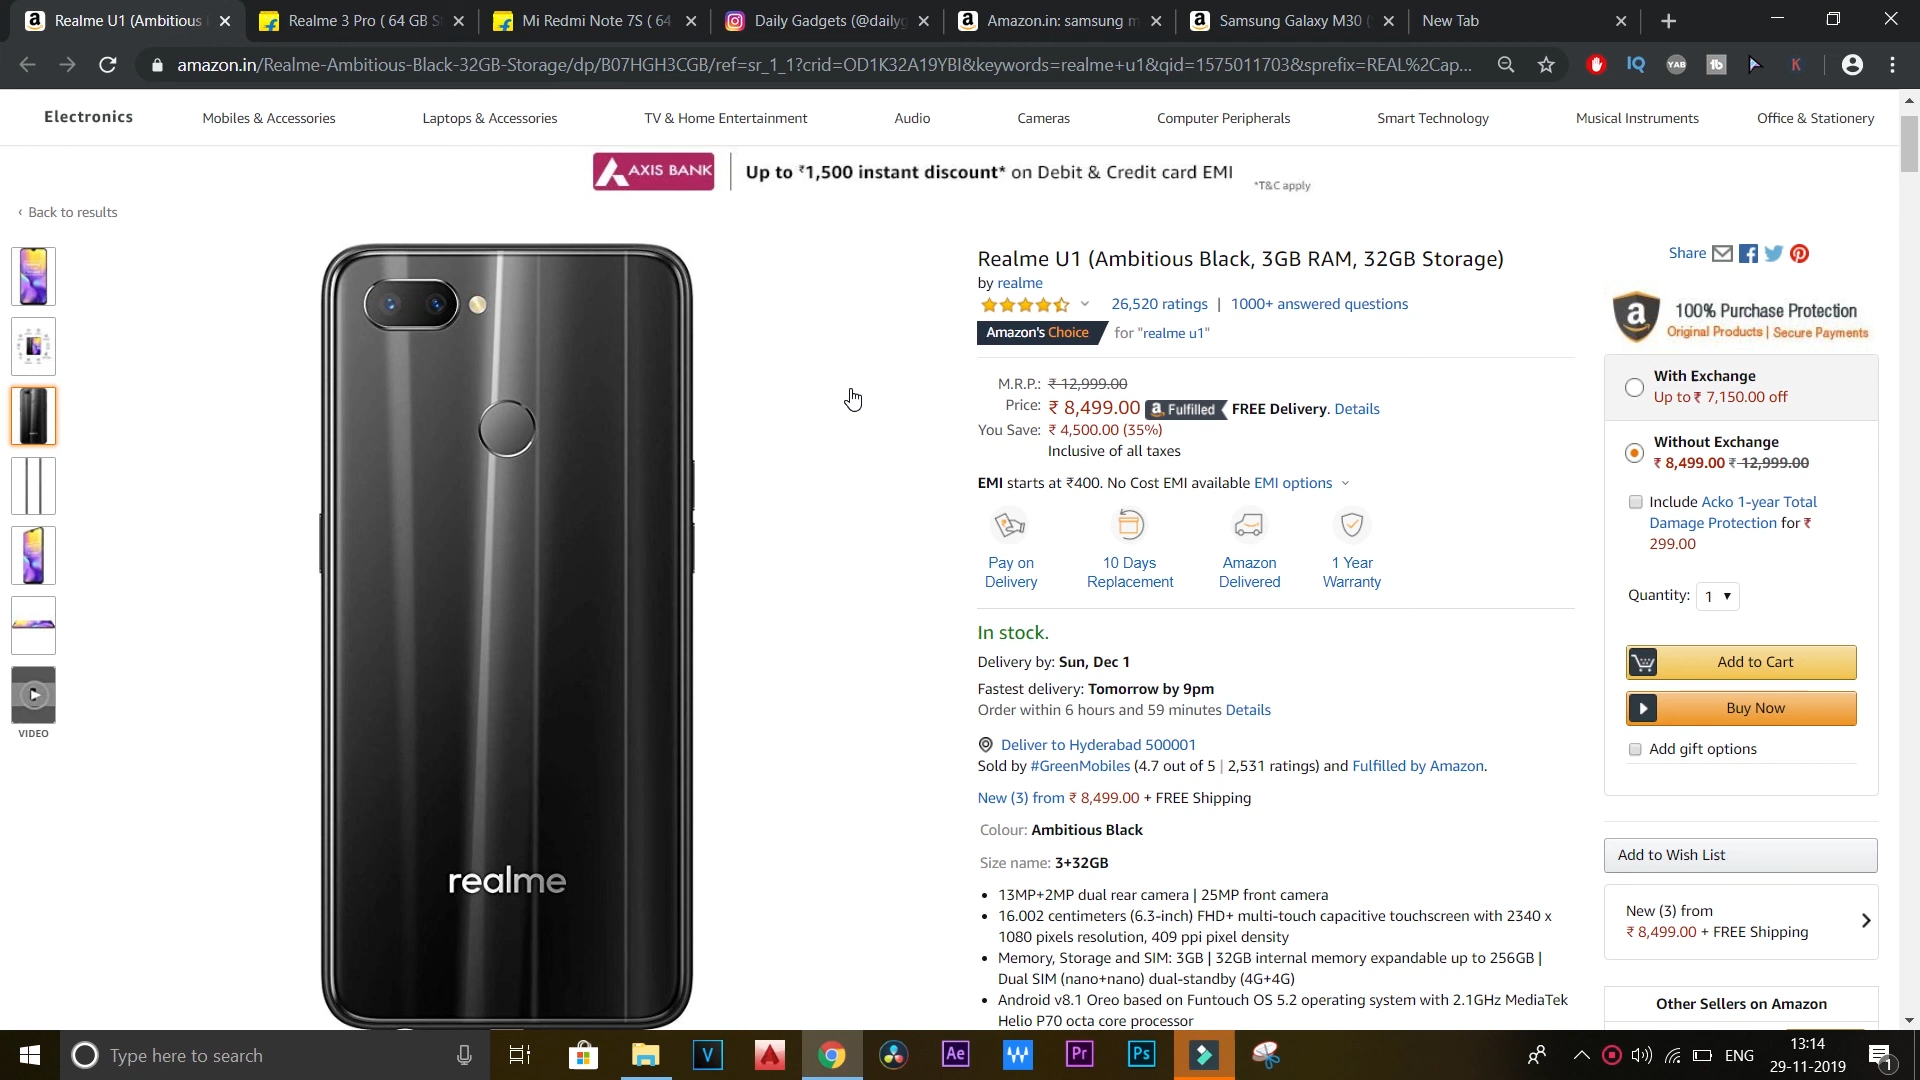 Realme U1 (Ambitious
Realme 3 Pro ( 64 GB S
Mi Redmi Note 7S ( 64
Daily Gadgets (@dailyg
Amazon.in: samsung m
Samsung Galaxy M30 (
New Tab
amazon.in/Realme-Ambitious-Black-32GB-Storage/dp/B07HGH3CGB/ref=sr_1_1?crid=OD1K32A19YBI&keywords=realme+u1&qid=1575011703&sprefix=REAL%2Cap...
IQ
YAB
tb
K
Electronics
Mobiles & Accessories
Laptops & Accessories
TV & Home Entertainment
Audio
Cameras
Computer Peripherals
Smart Technology
Musical Instruments
Office & Stationery
AXIS BANK
Up to ₹1,500 instant discount* on Debit & Credit card EMI
*T&C apply
‹ Back to results
VIDEO
realme
Realme U1 (Ambitious Black, 3GB RAM, 32GB Storage)
by realme
26,520 ratings | 1000+ answered questions
Amazon's Choice for "realme u1"
M.R.P.: ₹ 12,999.00
Price: ₹ 8,499.00 a Fulfilled FREE Delivery. Details
You Save: ₹ 4,500.00 (35%)
Inclusive of all taxes
EMI starts at ₹400. No Cost EMI available EMI options
Pay on
Delivery
10 Days
Replacement
Amazon
Delivered
1 Year
Warranty
In stock.
Delivery by: Sun, Dec 1
Fastest delivery: Tomorrow by 9pm
Order within 6 hours and 59 minutes Details
Deliver to Hyderabad 500001
Sold by #GreenMobiles (4.7 out of 5 | 2,531 ratings) and Fulfilled by Amazon.
New (3) from ₹ 8,499.00 + FREE Shipping
Colour: Ambitious Black
Size name: 3+32GB
• 13MP+2MP dual rear camera | 25MP front camera
• 16.002 centimeters (6.3-inch) FHD+ multi-touch capacitive touchscreen with 2340 x
1080 pixels resolution, 409 ppi pixel density
• Memory, Storage and SIM: 3GB | 32GB internal memory expandable up to 256GB |
Dual SIM (nano+nano) dual-standby (4G+4G)
• Android v8.1 Oreo based on Funtouch OS 5.2 operating system with 2.1GHz MediaTek
Helio P70 octa core processor
Share
a
100% Purchase Protection
Original Products | Secure Payments
With Exchange
Up to ₹ 7,150.00 off
Without Exchange
₹ 8,499.00 ₹ 12,999.00
Include Acko 1-year Total
Damage Protection for ₹
299.00
Quantity: 1
Add to Cart
Buy Now
Add gift options
Add to Wish List
New (3) from
₹ 8,499.00 + FREE Shipping
Other Sellers on Amazon
Type here to search
V
Ae
W
Pr
Ps
ENG
13:14
29-11-2019
1